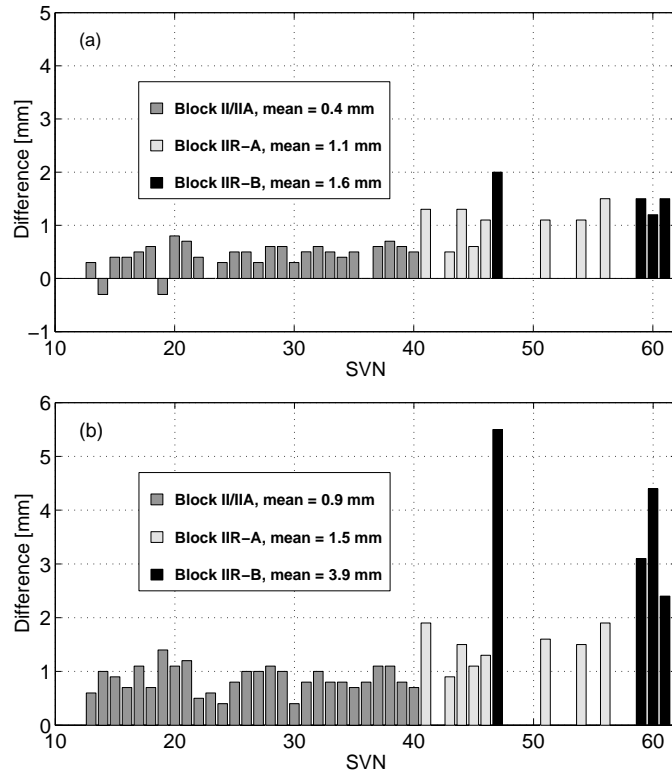 5
(a)
4
Block II/IIA, mean = 0.4 mm
3
Block IIR−A, mean = 1.1 mm
2
Block IIR−B, mean = 1.6 mm
1
0
−1
Difference [mm]
10 20 30 40 50 60
SVN
6
(b)
5
Block II/IIA, mean = 0.9 mm
4
Block IIR−A, mean = 1.5 mm
3
Block IIR−B, mean = 3.9 mm
2
1
0
Difference [mm]
10 20 30 40 50 60
SVN